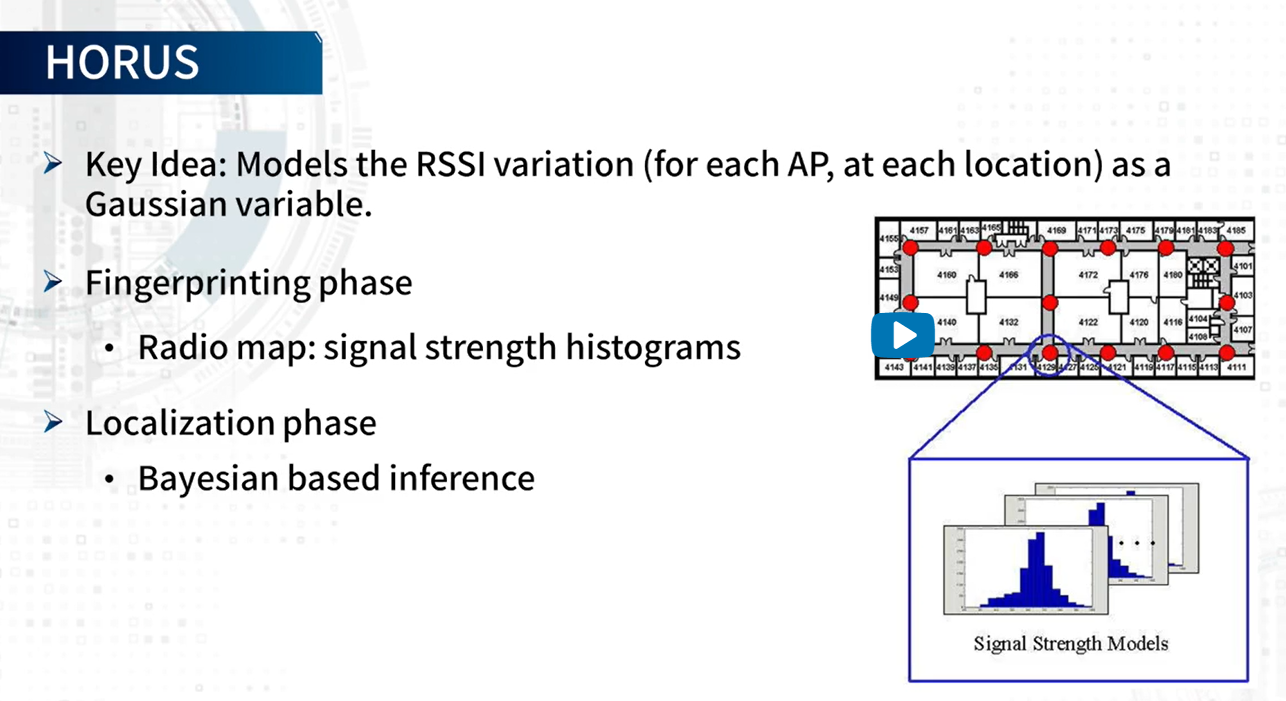 HORUS
Key Idea: Models the RSSI variation (for each AP, at each location) as a
Gaussian variable.
Fingerprinting phase
• Radio map: signal strength histograms
Localization phase
• Bayesian based inference
4157 4161 4163 4165 4169 4171 4173 4175 4179 4181 4183 4185
4155
4153 4160 4166 4172 4176 4180 4101
4149 4103
4140 4132 4122 4120 4116 4104 4107
4108
4143 4141 4139 4137 4135 4131 4129 4127 4125 4121 4119 4117 4115 4113 4111
Signal Strength Models